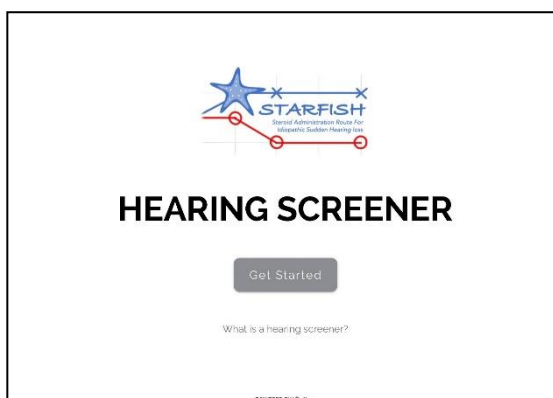 STARFISH
Steroid Administration Route For
Idiopathic Sudden Hearing loss
HEARING SCREENER
Get Started
What is a hearing screener?